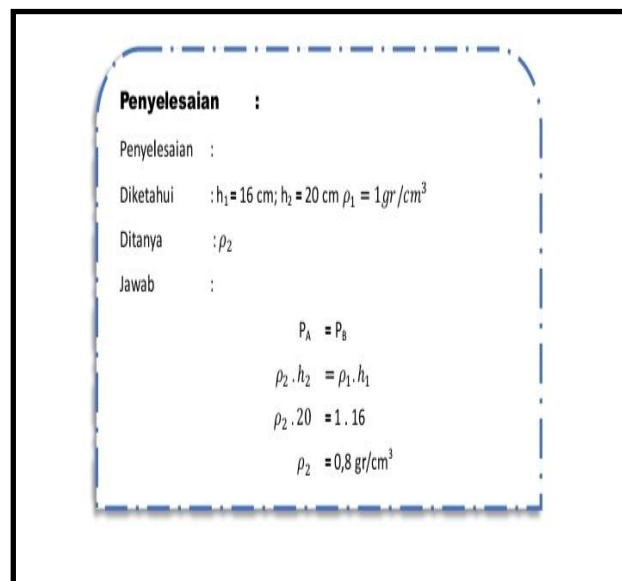 Penyelesaian :
Penyelesaian :
Diketahui : h₁ = 16 cm; h₂ = 20 cm ρ₁ = 1gr/cm³
Ditanya : ρ₂
Jawab :
P_A = P_B
ρ₂ .h₂ = ρ₁.h₁
ρ₂ .20 = 1 . 16
ρ₂ = 0,8 gr/cm³